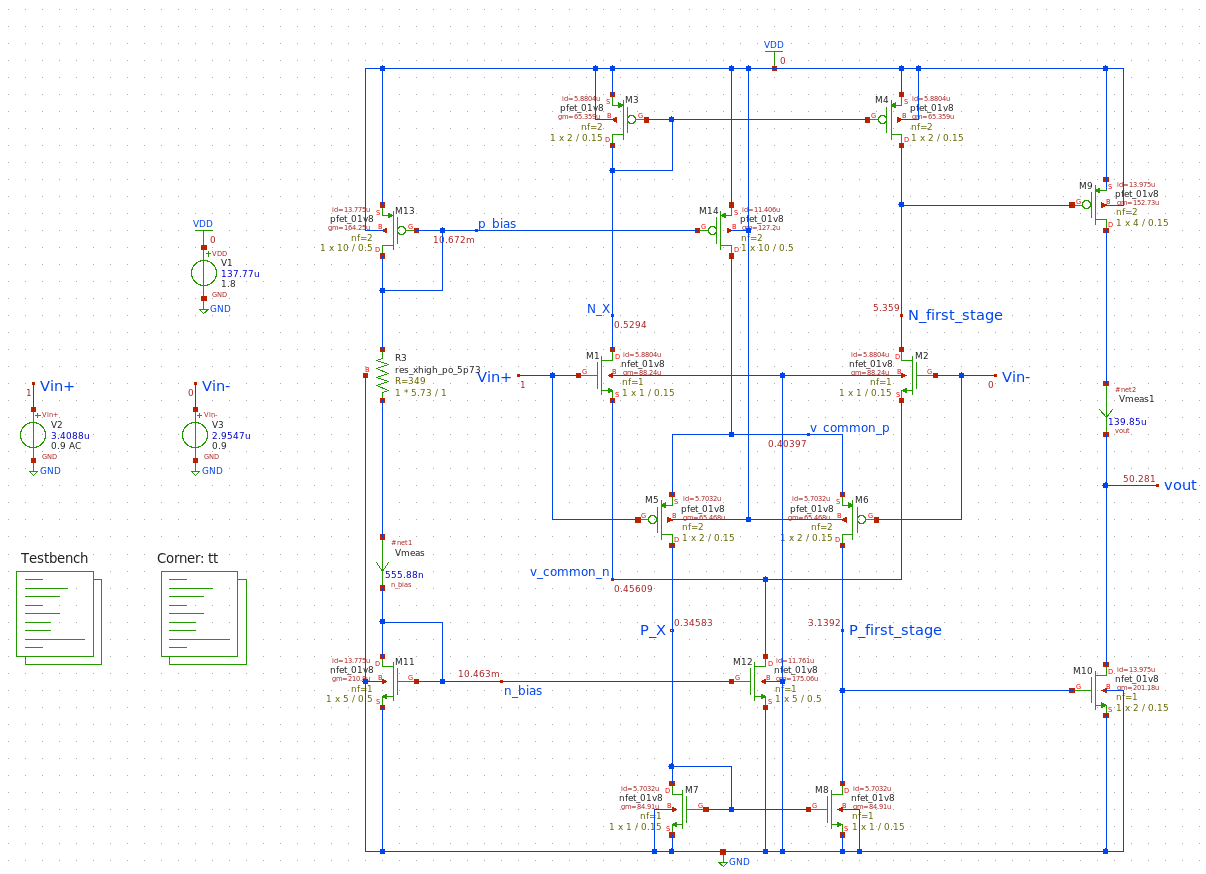 VDD
0
id=5.8804u
M3
pfet_01v8
gm=65.359u
nf=2
1 x 2 / 0.15
S
B
G
D
id=5.8804u
M4
pfet_01v8
gm=65.359u
nf=2
1 x 2 / 0.15
G
S
B
D
M9
id=13.975u
pfet_01v8
gm=152.73u
nf=2
1 x 4 / 0.15
G
S
B
D
id=13.775u
M13
pfet_01v8
nf=2
1 x 10 / 0.5
S
B
G
D
p_bias
10.672m
M14
id=11.406u
pfet_01v8
gm=127.2u
nf=2
1 x 10 / 0.5
G
S
B
D
VDD
0
VDD
V1
137.77u
1.8
GND
GND
N_X
0.5294
5.359
N_first_stage
R3
res_xhigh_po_5p73
R=349
1 * 5.73 / 1
B
Vin+
1
M1
id=5.8804u
nfet_01v8
gm=88.24u
nf=1
1 x 1 / 0.15
G
D
B
S
id=5.8804u
M2
nfet_01v8
gm=88.24u
nf=1
1 x 1 / 0.15
D
B
G
S
Vin-
0
Vin+
1
Vin+
V2
3.4088u
0.9 AC
GND
GND
Vin-
0
Vin-
V3
2.9547u
0.9
GND
GND
#net2
Vmeas1
139.85u
vout
v_common_p
0.40397
50.281
vout
M5
id=5.7032u
pfet_01v8
gm=65.468u
nf=2
1 x 2 / 0.15
G
S
B
D
id=5.7032u
M6
pfet_01v8
gm=65.468u
nf=2
1 x 2 / 0.15
S
B
G
D
#net1
Vmeas
555.88n
n_bias
Testbench
Corner: tt
v_common_n
0.45609
P_X
0.34583
3.1392
P_first_stage
id=13.775u
M11
nfet_01v8
nf=1
1 x 5 / 0.5
D
B
G
S
10.463m
n_bias
M12
id=11.761u
nfet_01v8
gm=175.06u
nf=1
1 x 5 / 0.5
G
D
B
S
M10
id=13.975u
nfet_01v8
gm=201.18u
nf=1
1 x 2 / 0.15
G
D
B
S
id=5.7032u
M7
nfet_01v8
gm=84.91u
nf=1
1 x 1 / 0.15
D
B
G
S
M8
id=5.7032u
nfet_01v8
gm=84.91u
nf=1
1 x 1 / 0.15
G
D
B
S
GND